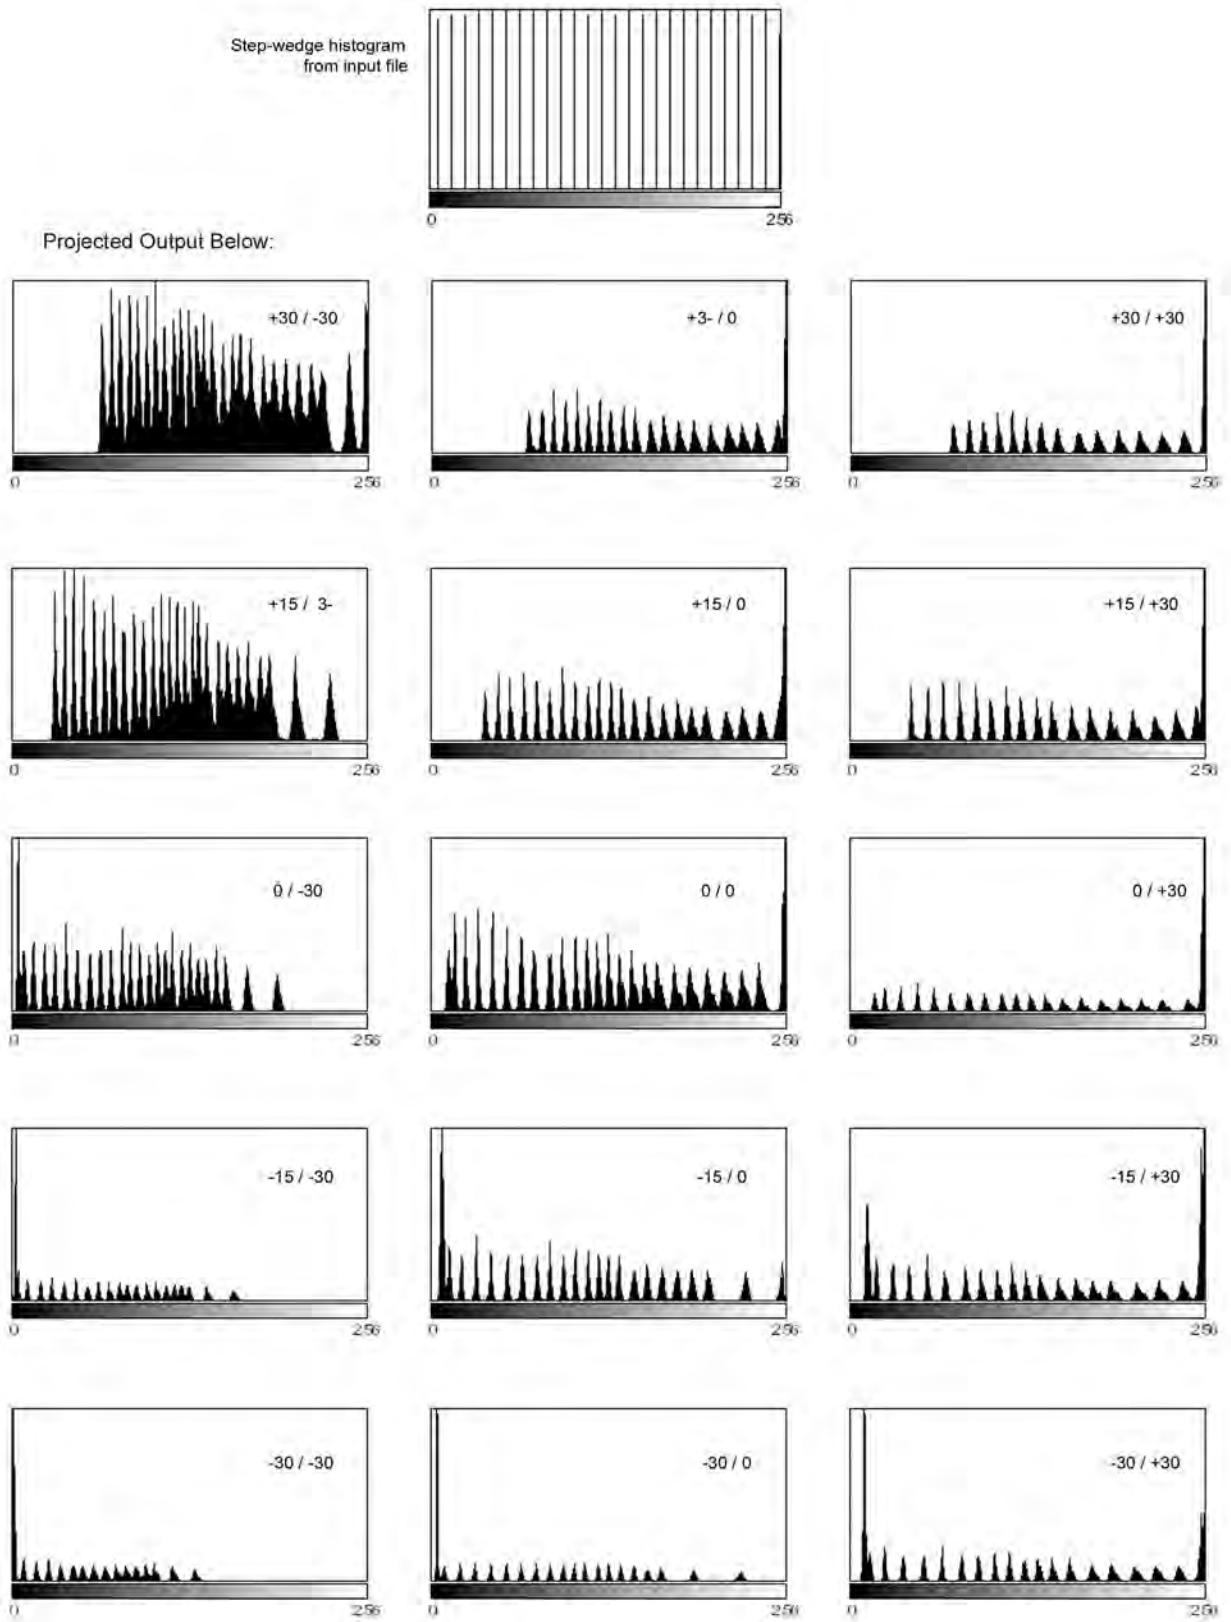 Step-wedge histogram
from input file
0 256
Projected Output Below:
+30 / -30
+3- / 0
+30 / +30
0 256
0 256
0 256
+15 / 3-
+15 / 0
+15 / +30
0 256
0 256
0 256
0 / -30
0 / 0
0 / +30
0 256
0 256
0 256
-15 / -30
-15 / 0
-15 / +30
0 256
0 256
0 256
-30 / -30
-30 / 0
-30 / +30
0 256
0 256
0 256